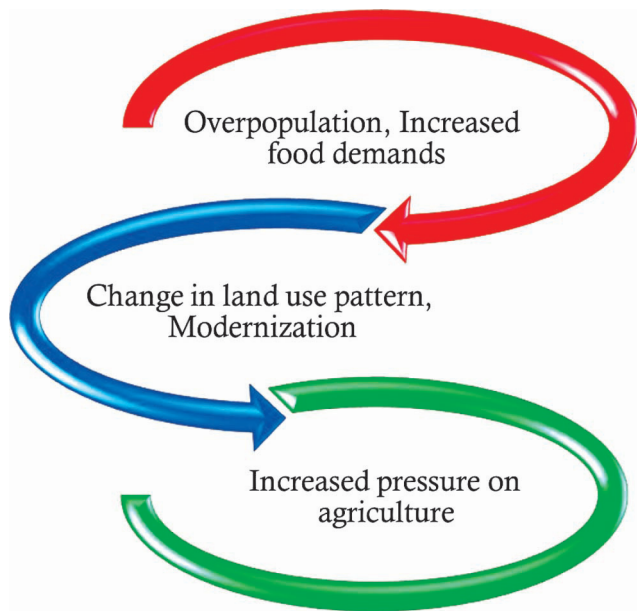 Overpopulation, Increased
food demands
Change in land use pattern,
Modernization
Increased pressure on
agriculture